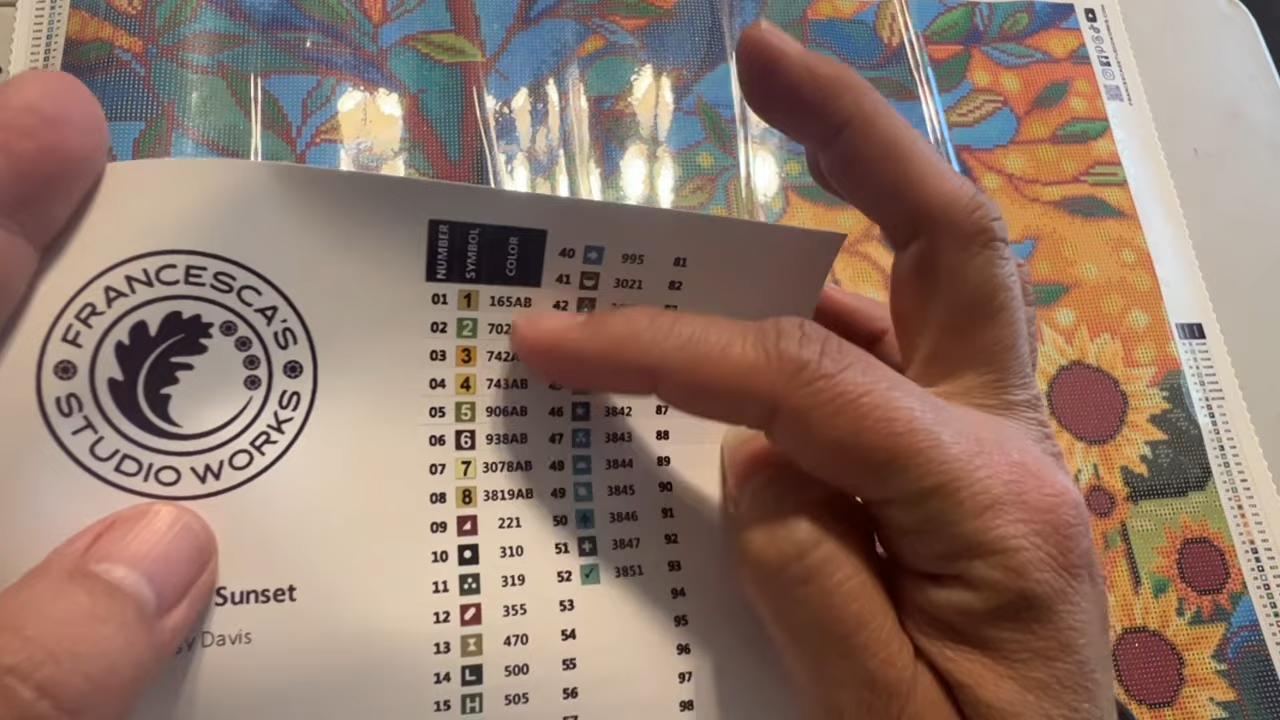 FRANCESCA'S
STUDIO WORKS
Sunset
Davis
NUMBER SYMBOL COLOR
01 1 165AB
02 2 702
03 3 742
04 4 743AB
05 5 906AB
06 6 938AB
07 7 3078AB
08 8 3819AB
09 221
10 310
11 319
12 355
13 470
14 L 500
15 H 505
40 995
41 3021
42
46 3842
47 3843
49 3844
49 3845
50 3846
51 3847
52 3851
53
54
55
56
81
82
87
88
89
90
91
92
93
94
95
96
97
98